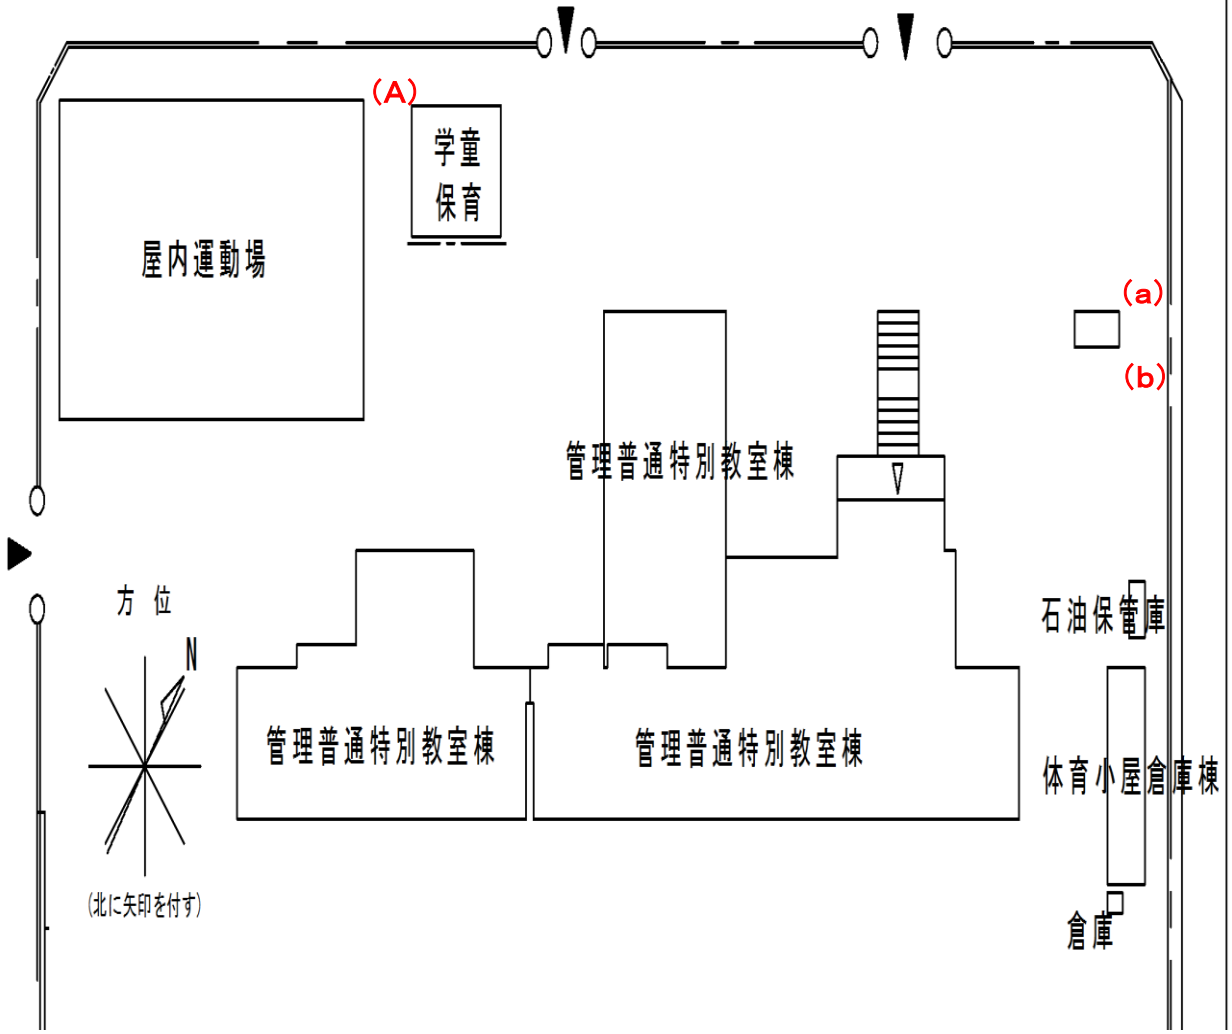 (A)
学童
保育
屋内運動場
(a)
(b)
管理普通特別教室棟
方位
N
石油保管庫
管理普通特別教室棟
管理普通特別教室棟
体育小屋倉庫棟
(北に矢印を付す)
倉庫